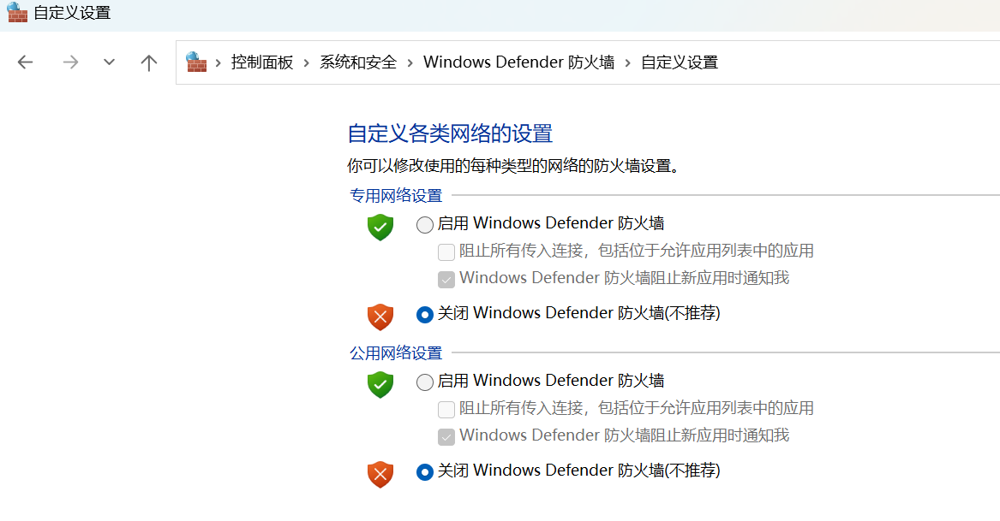 自定义设置
控制面板 › 系统和安全 › Windows Defender 防火墙 › 自定义设置
自定义各类网络的设置
你可以修改使用的每种类型的网络的防火墙设置。
专用网络设置
启用 Windows Defender 防火墙
阻止所有传入连接，包括位于允许应用列表中的应用
Windows Defender 防火墙阻止新应用时通知我
关闭 Windows Defender 防火墙(不推荐)
公用网络设置
启用 Windows Defender 防火墙
阻止所有传入连接，包括位于允许应用列表中的应用
Windows Defender 防火墙阻止新应用时通知我
关闭 Windows Defender 防火墙(不推荐)